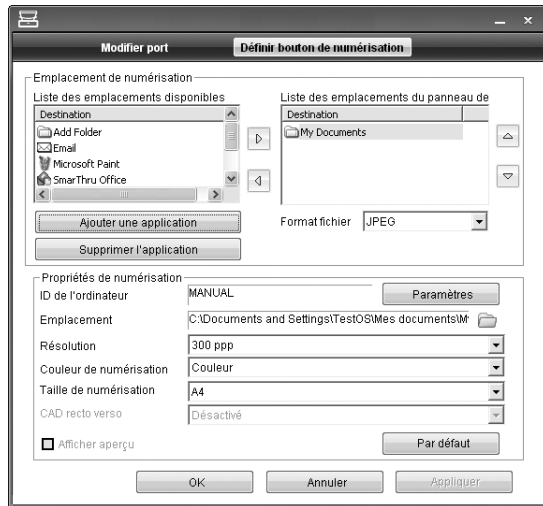 Modifier port
Définir bouton de numérisation
Emplacement de numérisation
Liste des emplacements disponibles
Destination
Add Folder
Email
Microsoft Paint
SmarThru Office
Liste des emplacements du panneau de
Destination
My Documents
Ajouter une application
Supprimer l'application
Format fichier JPEG
Propriétés de numérisation
ID de l'ordinateur MANUAL Paramètres
Emplacement C:\Documents and Settings\TestOS\Mes documents\M
Résolution 300 ppp
Couleur de numérisation Couleur
Taille de numérisation A4
CAD recto verso Désactivé
Afficher aperçu Par défaut
OK Annuler Appliquer